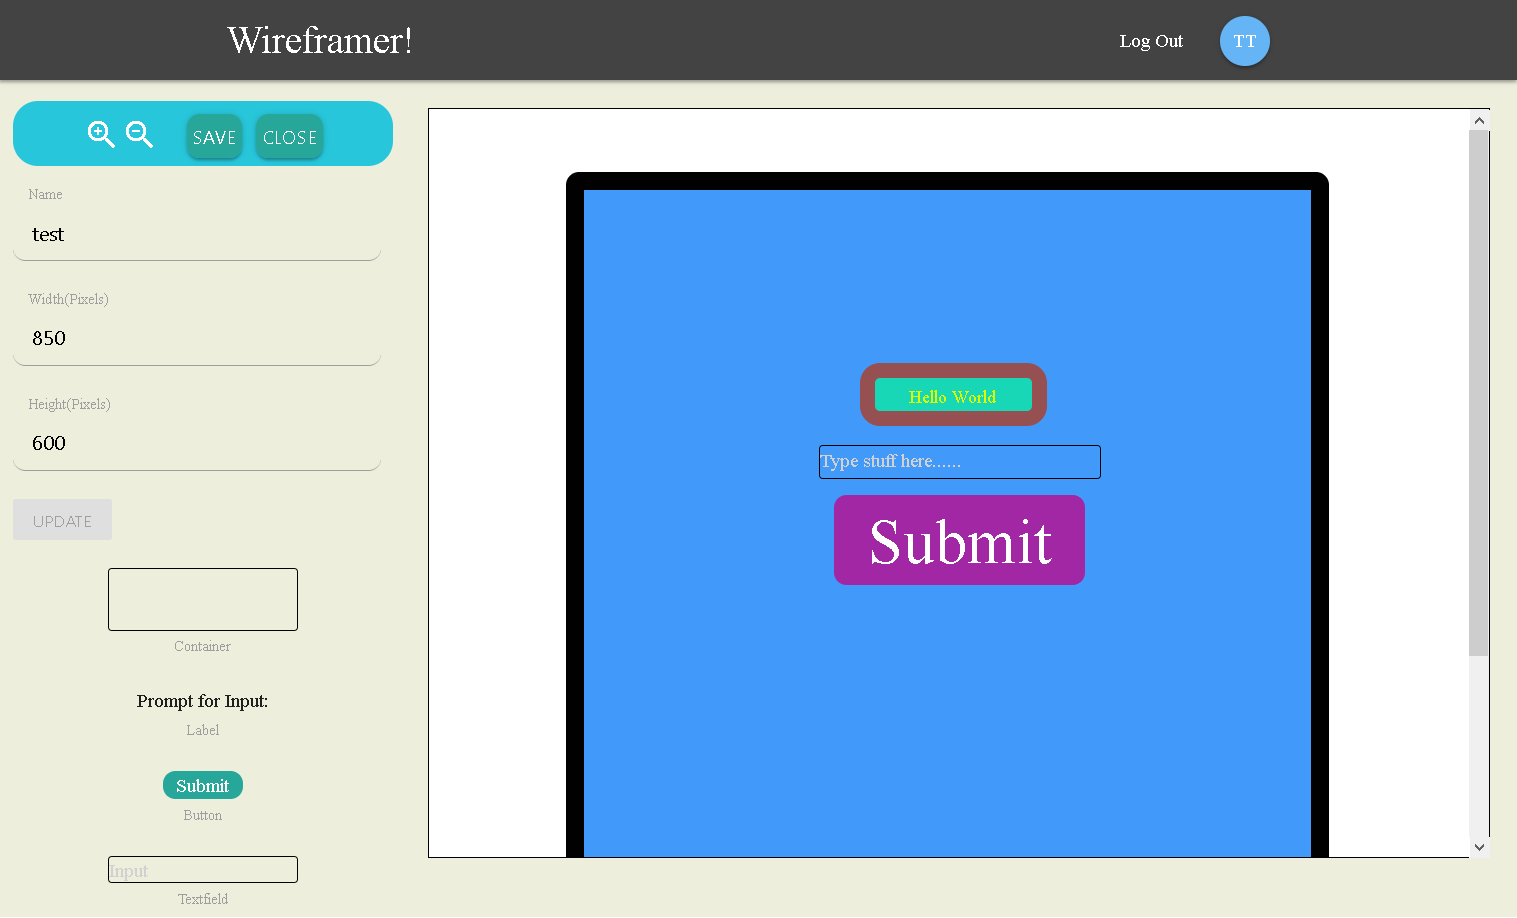 Wireframer!
Log Out
TT
SAVE
CLOSE
Name
test
Width(Pixels)
850
Height(Pixels)
600
UPDATE
Container
Prompt for Input:
Label
Submit
Button
Input
Textfield
Hello World
Type stuff here......
Submit